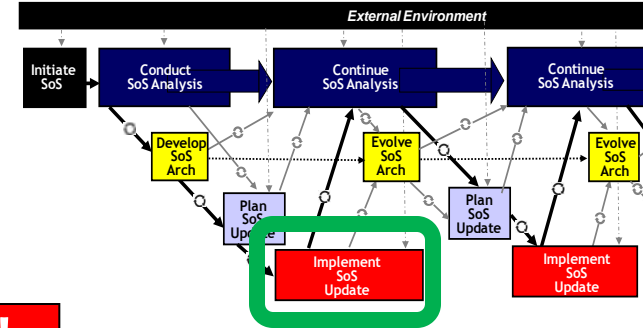 External Environment
Initiate
SoS
Conduct
SoS Analysis
Continue
SoS Analysis
Continue
SoS Analysis
Develop
SoS
Arch
Evolve
SoS
Arch
Evolve
SoS
Arch
Plan
SoS
Update
Plan
SoS
Update
Implement
SoS
Update
Implement
SoS
Update